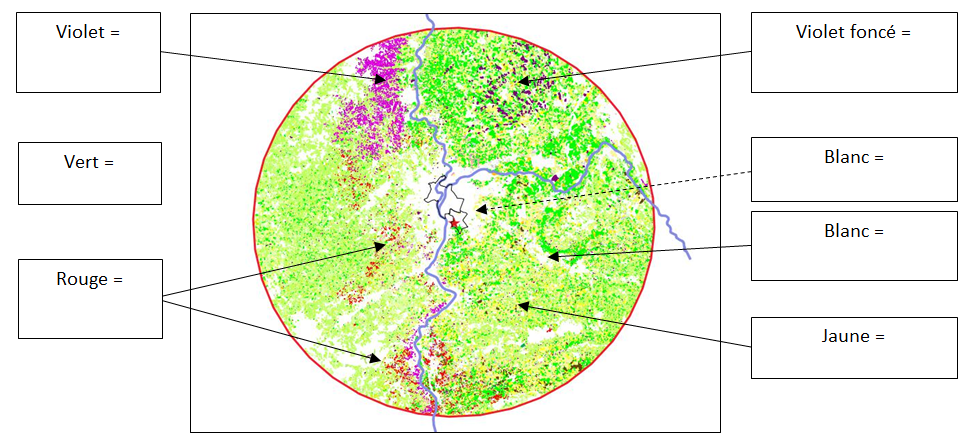 Violet =
Vert =
Rouge =
Violet foncé =
Blanc =
Blanc =
Jaune =